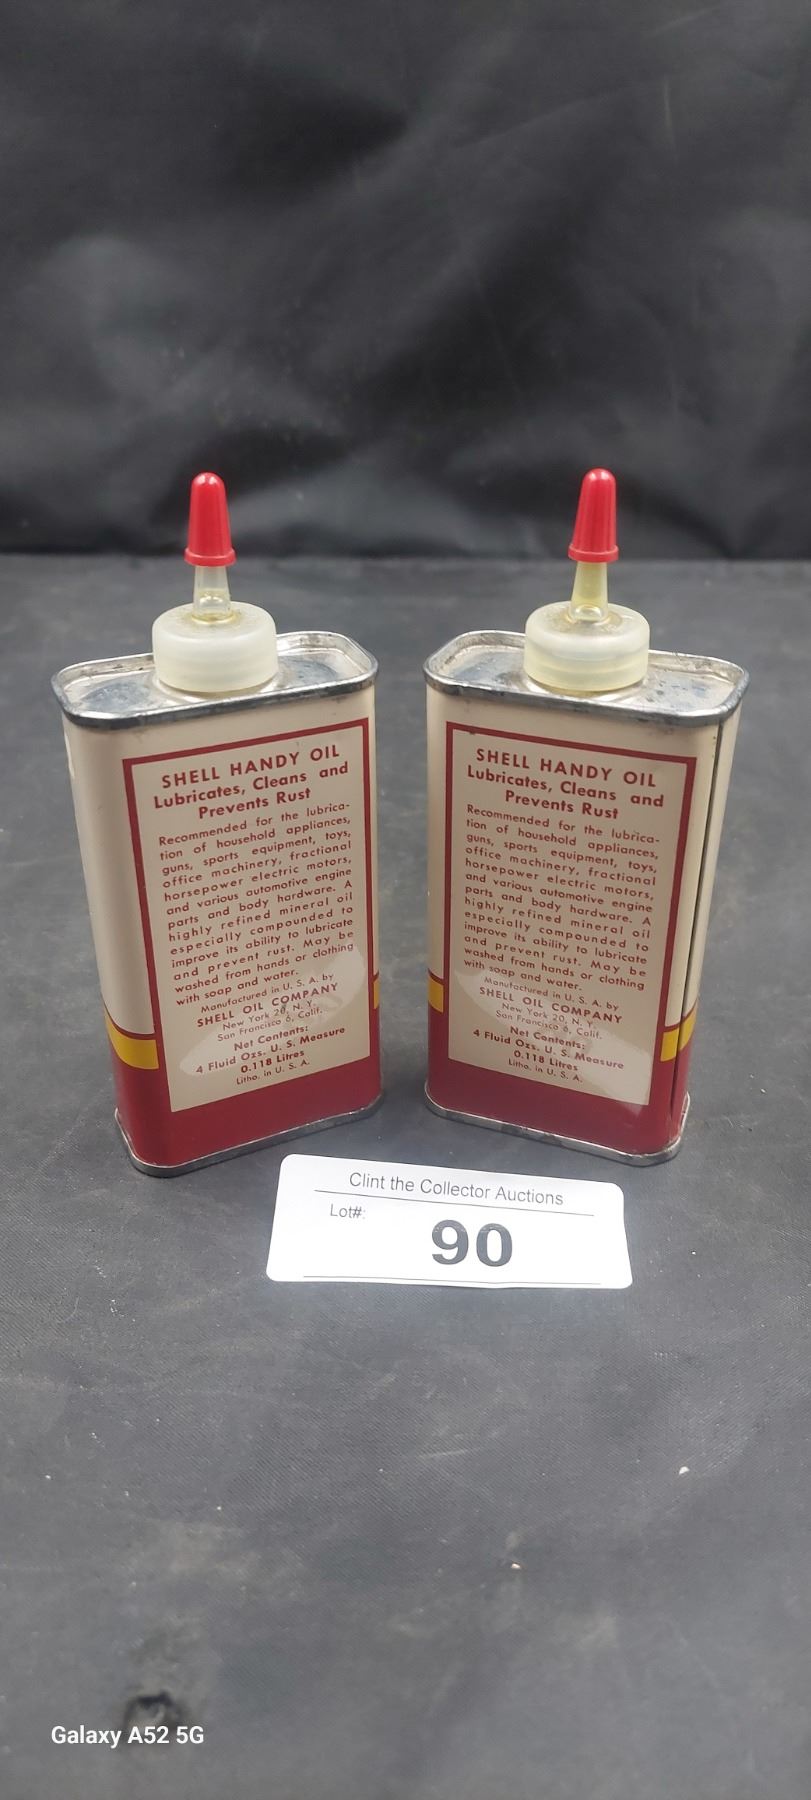 SHELL HANDY OIL
Lubricates, Cleans and
Prevents Rust
Recommended for the lubrica-
tion of household appliances,
guns, sports equipment, toys,
office machinery, fractional
horsepower electric motors,
and various automotive engine
parts and body hardware. A
highly refined mineral oil
especially compounded to
improve its ability to lubricate
and prevent rust. May be
washed from hands or clothing
with soap and water.
Manufactured in U. S. A. by
SHELL OIL COMPANY
New York 20, N. Y.
San Francisco 6, Calif.
Net Contents:
4 Fluid Ozs. U. S. Measure
0.118 Litres
Litho. in U. S. A.
SHELL HANDY OIL
Lubricates, Cleans and
Prevents Rust
Recommended for the lubrica-
tion of household appliances,
guns, sports equipment, toys,
office machinery, fractional
horsepower electric motors,
and various automotive engine
parts and body hardware. A
highly refined mineral oil
especially compounded to
improve its ability to lubricate
and prevent rust. May be
washed from hands or clothing
with soap and water.
Manufactured in U. S. A. by
SHELL OIL COMPANY
New York 20, N. Y.
San Francisco 6, Calif.
Net Contents:
4 Fluid Ozs. U. S. Measure
0.118 Litres
Litho. in U. S. A.
Clint the Collector Auctions
Lot#: 90
Galaxy A52 5G